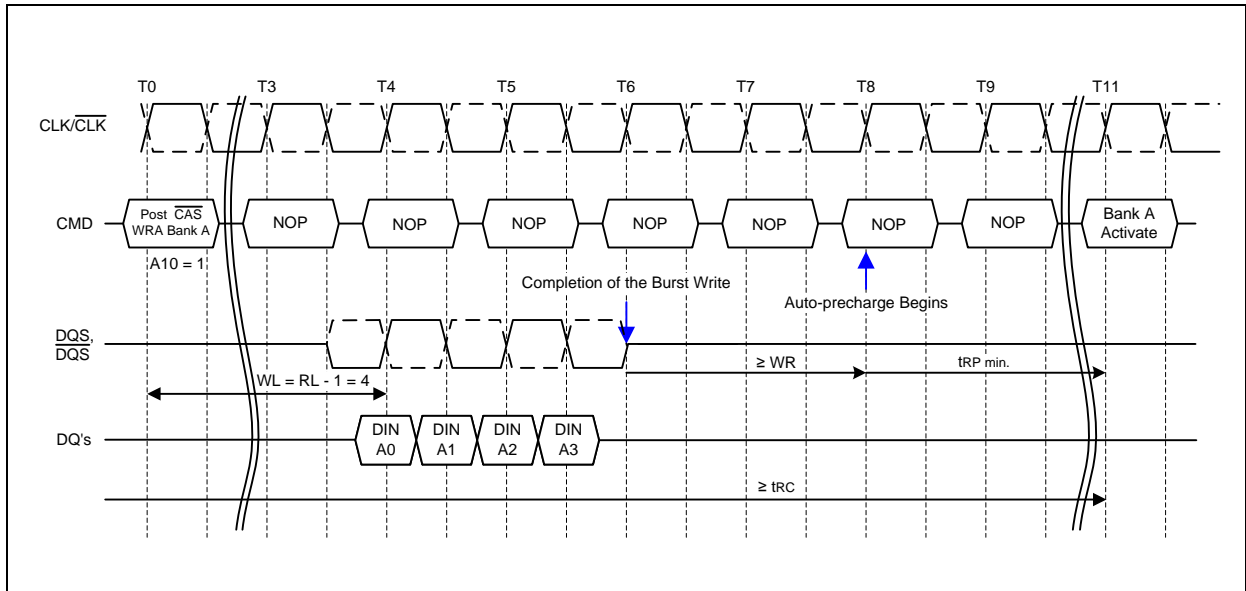 T0 T3 T4 T5 T6 T7 T8 T9 T11
CLK/CLK
CMD
Post CAS
WRA Bank A
NOP NOP NOP NOP NOP NOP NOP
Bank A
Activate
A10 = 1
Completion of the Burst Write
Auto-precharge Begins
DQS,
DQS
≥ WR
tRP min.
WL = RL - 1 = 4
DQ's
DIN
A0
DIN
A1
DIN
A2
DIN
A3
≥ tRC